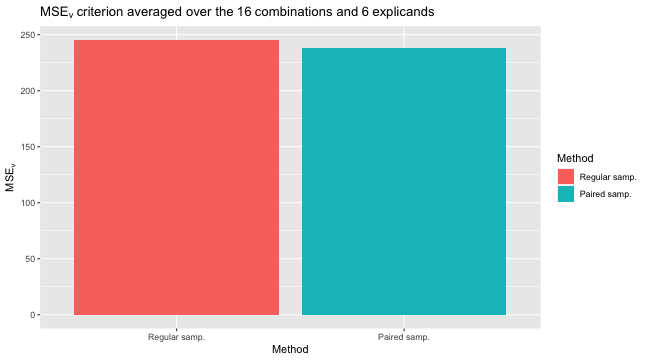 MSEv criterion averaged over the 16 combinations and 6 explicands
250
200
150
100
50
0
MSEv
Regular samp.
Paired samp.
Method
Method
Regular samp.
Paired samp.